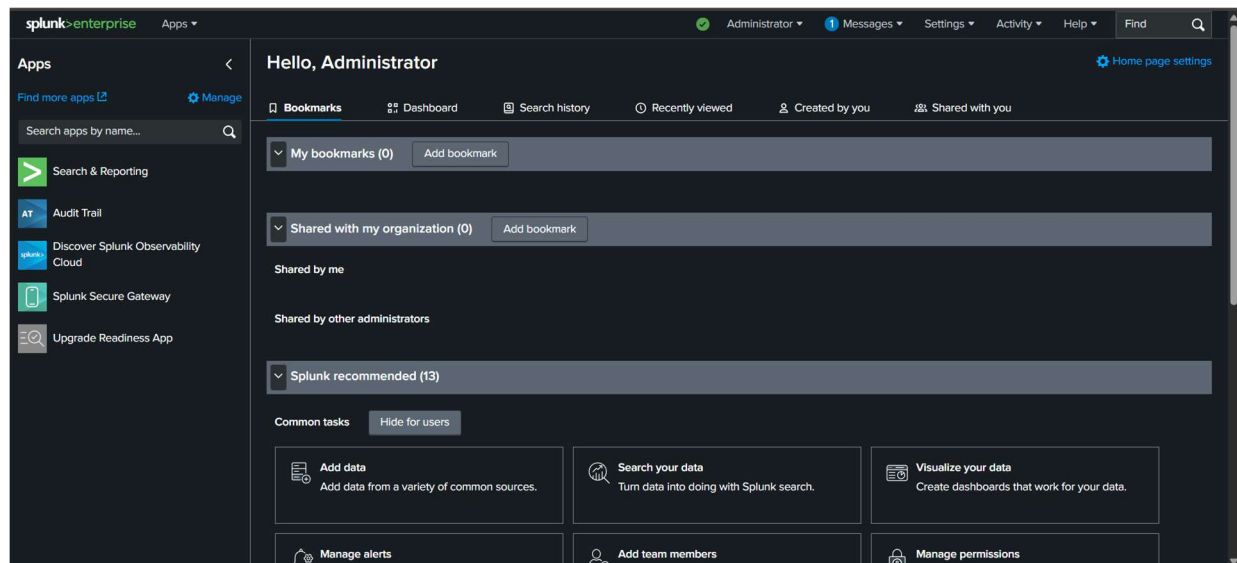 splunk>enterprise Apps Administrator 1 Messages Settings Activity Help Find
Apps
Find more apps Manage
Search apps by name...
Search & Reporting
AT Audit Trail
splunk> Discover Splunk Observability
Cloud
Splunk Secure Gateway
Upgrade Readiness App
Hello, Administrator
Home page settings
Bookmarks Dashboard Search history Recently viewed Created by you Shared with you
My bookmarks (0) Add bookmark
Shared with my organization (0) Add bookmark
Shared by me
Shared by other administrators
Splunk recommended (13)
Common tasks Hide for users
Add data
Add data from a variety of common sources.
Search your data
Turn data into doing with Splunk search.
Visualize your data
Create dashboards that work for your data.
Manage alerts
Add team members
Manage permissions